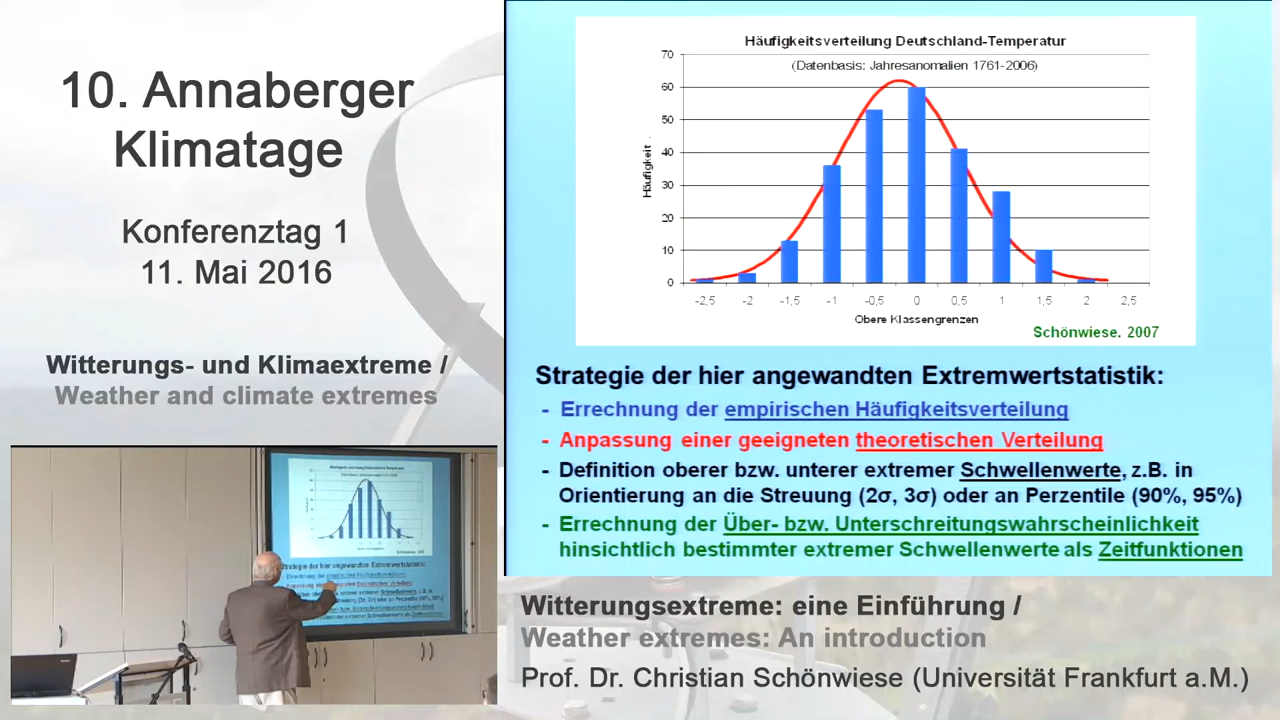 10. Annaberger
Klimatage
Konferenztag 1
11. Mai 2016
Witterungs- und Klimaextreme /
Weather and climate extremes
Häufigkeitsverteilung Deutschland-Temperatur
(Datenbasis: Jahresanomalien 1761-2006)
Häufigkeit .
70
60
50
40
30
20
10
0
-2,5 -2 -1,5 -1 -0,5 0 0,5 1 1,5 2 2,5
Obere Klassengrenzen
Schönwiese. 2007
Strategie der hier angewandten Extremwertstatistik:
- Errechnung der empirischen Häufigkeitsverteilung
- Anpassung einer geeigneten theoretischen Verteilung
- Definition oberer bzw. unterer extremer Schwellenwerte, z.B. in
Orientierung an die Streuung (2σ, 3σ) oder an Perzentile (90%, 95%)
- Errechnung der Über- bzw. Unterschreitungswahrscheinlichkeit
hinsichtlich bestimmter extremer Schwellenwerte als Zeitfunktionen
Witterungsextreme: eine Einführung /
Weather extremes: An introduction
Prof. Dr. Christian Schönwiese (Universität Frankfurt a.M.)